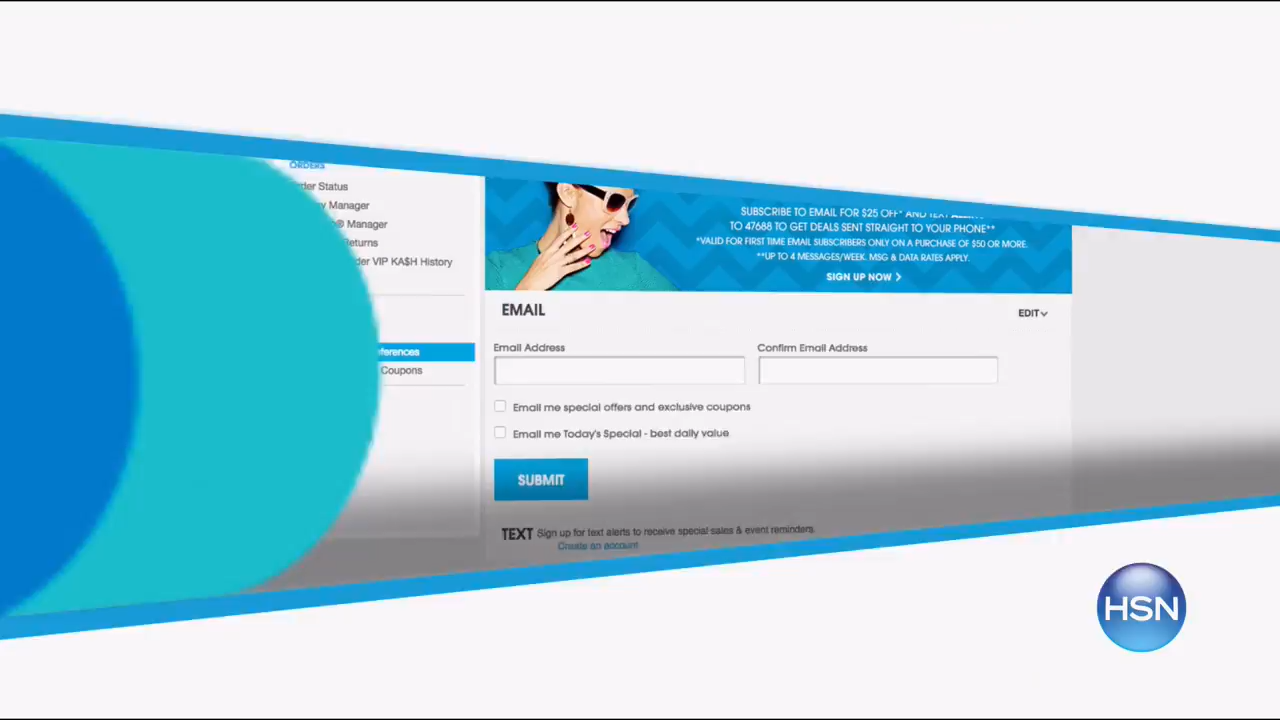 ORDERS
der Status
Manager
® Manager
Returns
der VIP KA$H History
ferences
Coupons
SUBSCRIBE TO EMAIL FOR $25 OFF* AND TEXT
TO 47688 TO GET DEALS SENT STRAIGHT TO YOUR PHONE**
*VALID FOR FIRST TIME EMAIL SUBSCRIBERS ONLY ON A PURCHASE OF $50 OR MORE.
**UP TO 4 MESSAGES/WEEK. MSG & DATA RATES APPLY.
SIGN UP NOW >
EMAIL
EDIT
Email Address
Confirm Email Address
Email me special offers and exclusive coupons
Email me Today's Special - best daily value
SUBMIT
TEXT Sign up for text alerts to receive special sales & event reminders.
Create an account
HSN